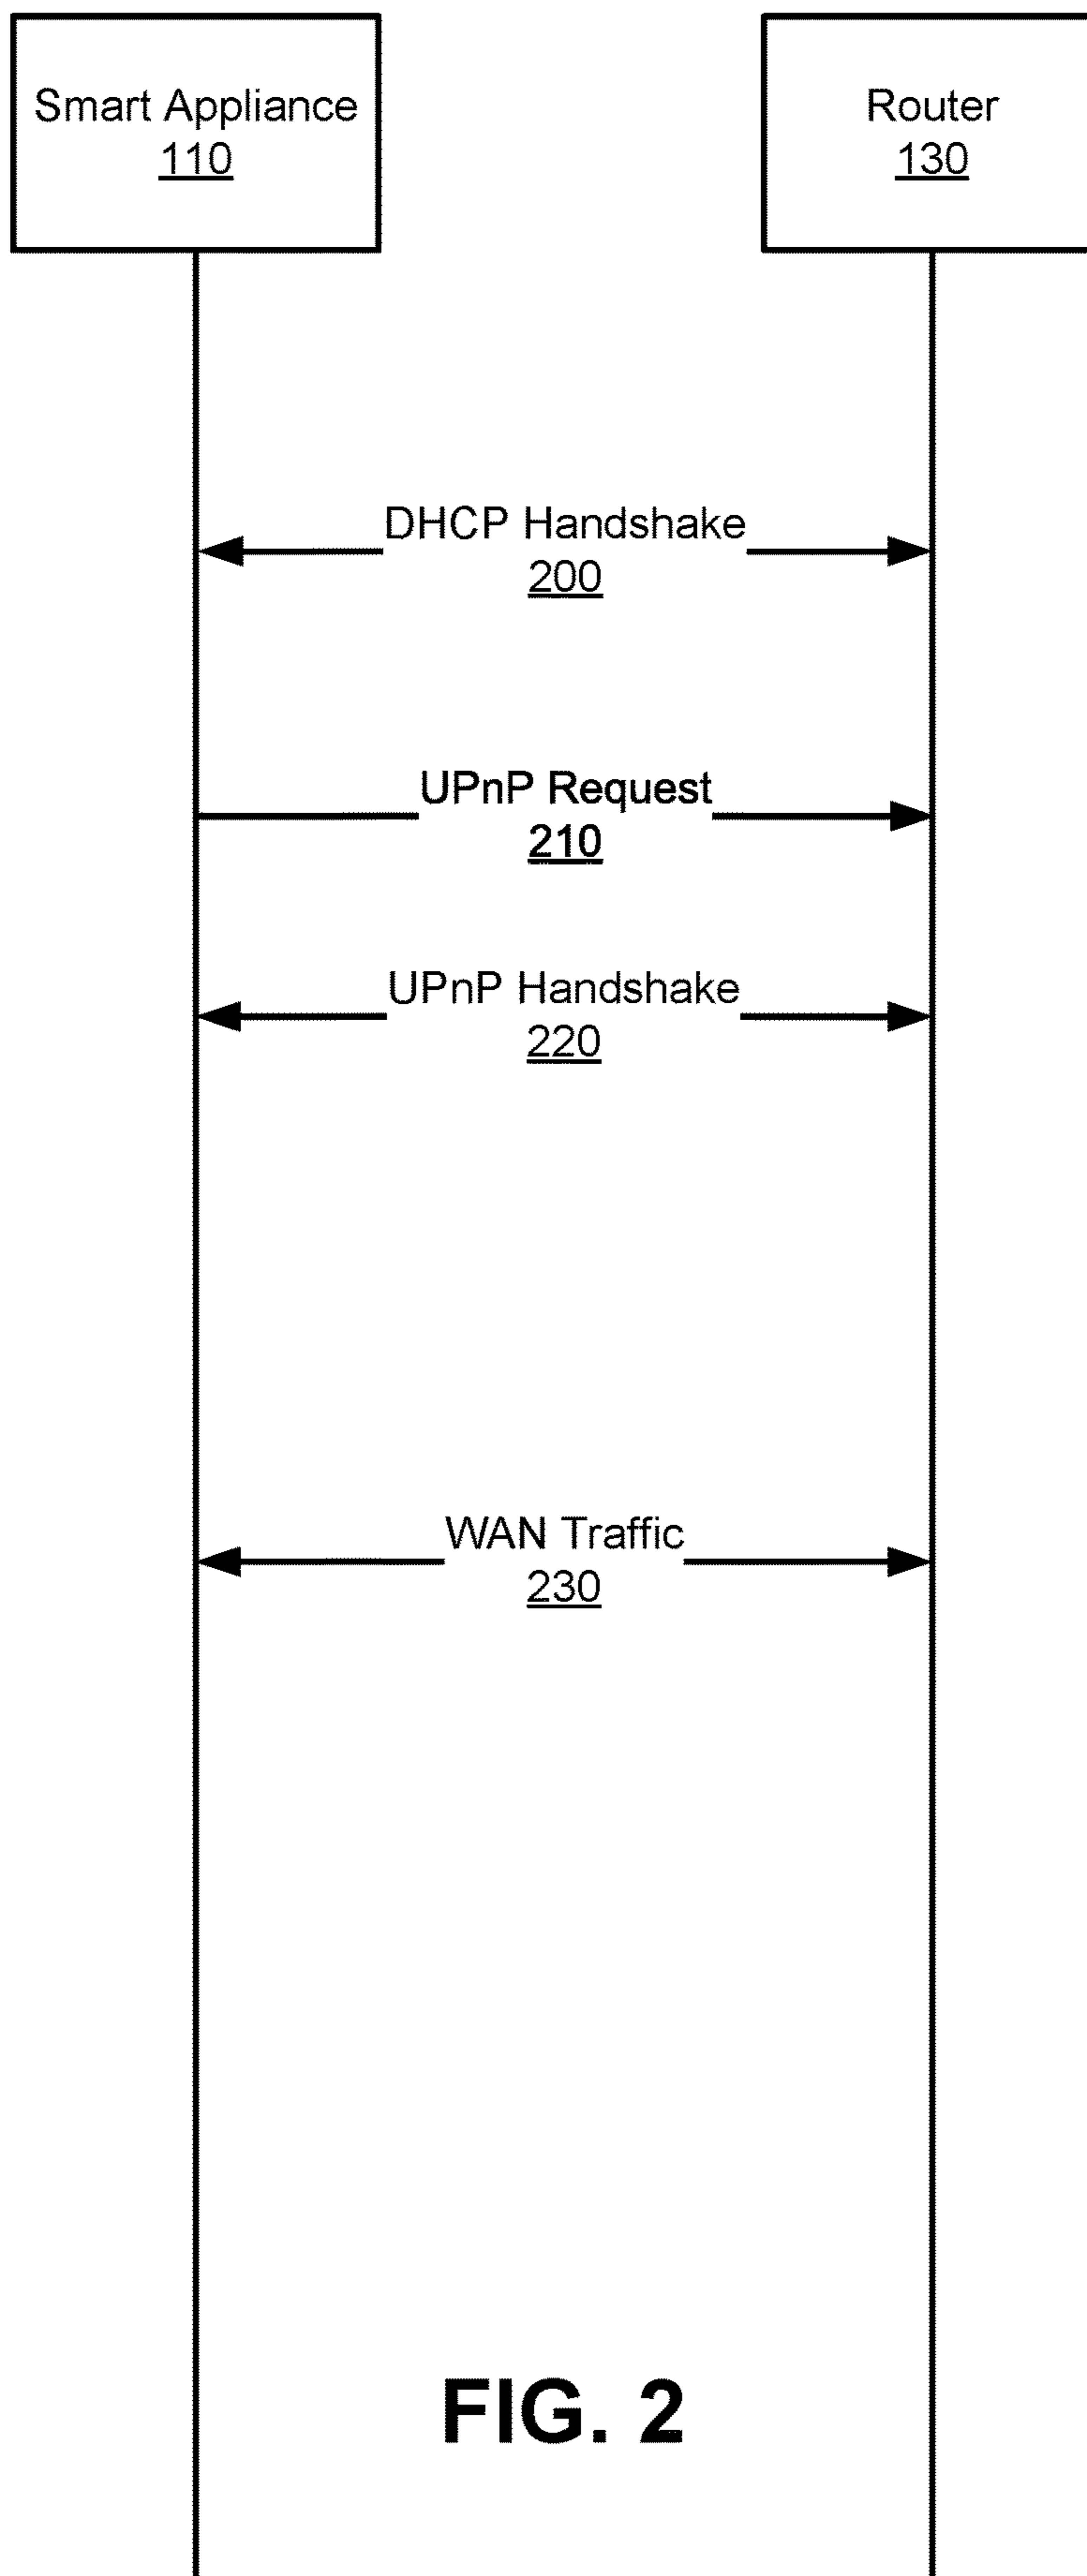 Smart Appliance
110
Router
130
DHCP Handshake
200
UPnP Request
210
UPnP Handshake
220
WAN Traffic
230
FIG. 2